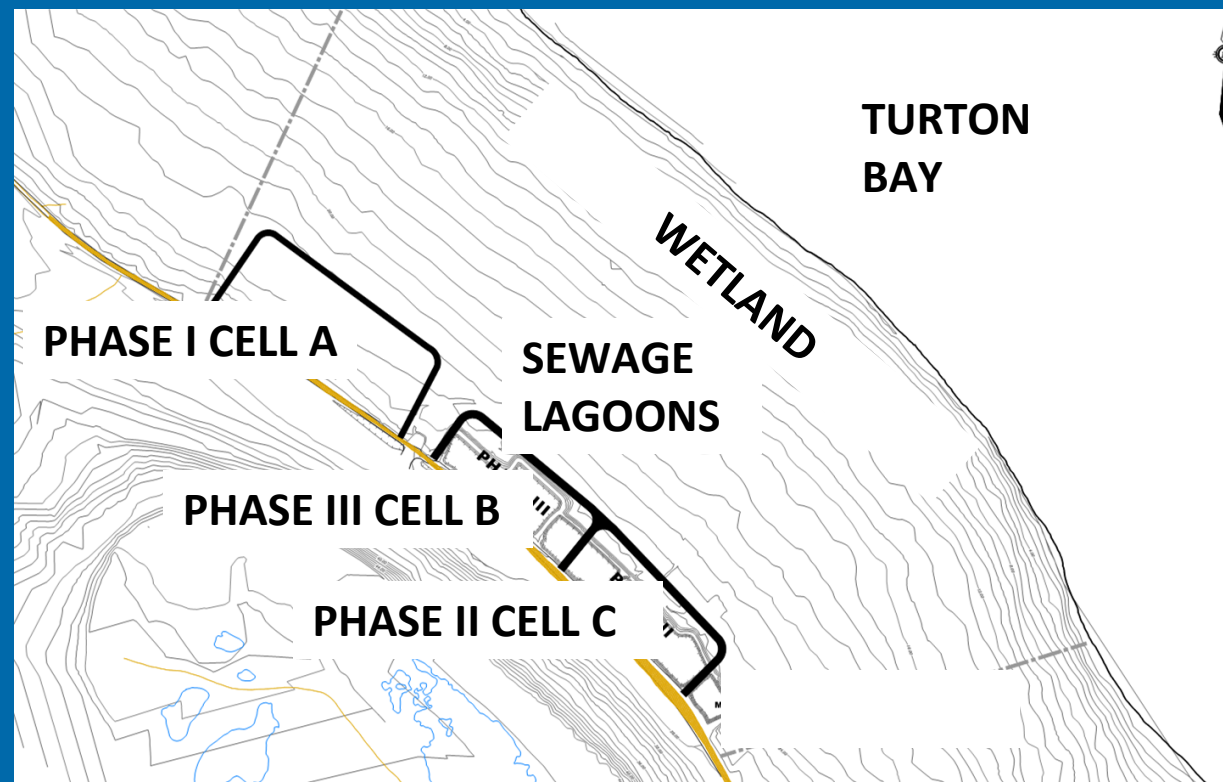 TURTON
BAY
WETLAND
PHASE I CELL A
SEWAGE
LAGOONS
PHASE III CELL B
PHASE II CELL C